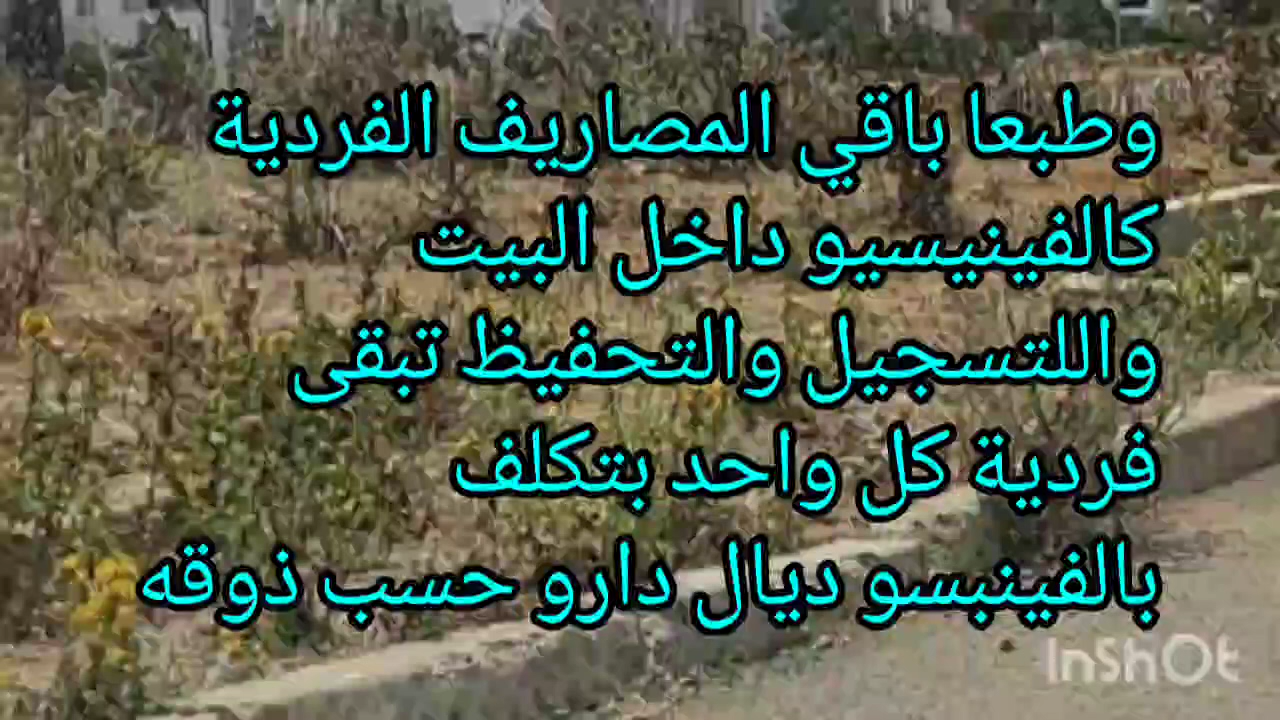 وطبعا باقي المصاريف الفردية
كالفينيسيو داخل البيت
واللتسجيل والتحفيظ تبقى
فردية كل واحد بتكلف
بالفينبسو ديال دارو حسب ذوقه
InShOt